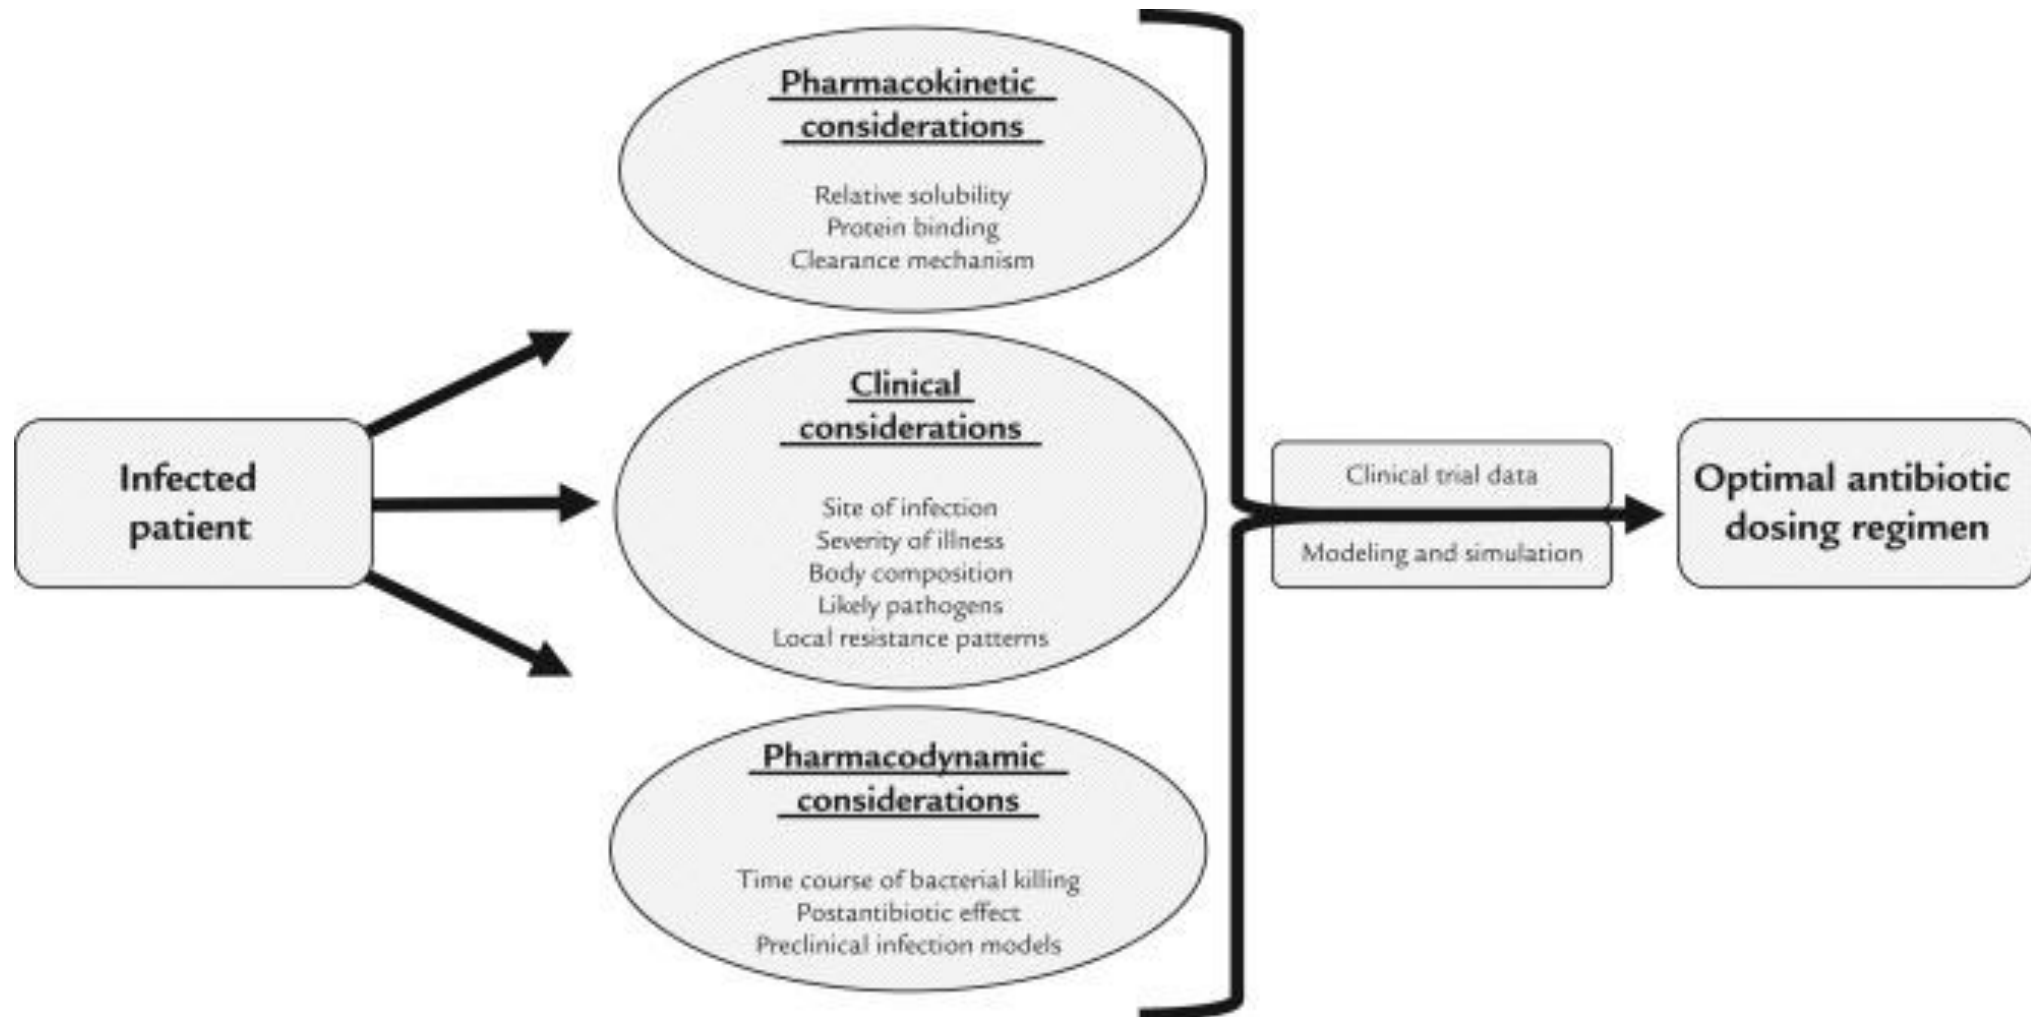 Infected
patient
Pharmacokinetic
considerations
Relative solubility
Protein binding
Clearance mechanism
Clinical
considerations
Site of infection
Severity of illness
Body composition
Likely pathogens
Local resistance patterns
Pharmacodynamic
considerations
Time course of bacterial killing
Postantibiotic effect
Preclinical infection models
Clinical trial data
Modeling and simulation
Optimal antibiotic
dosing regimen